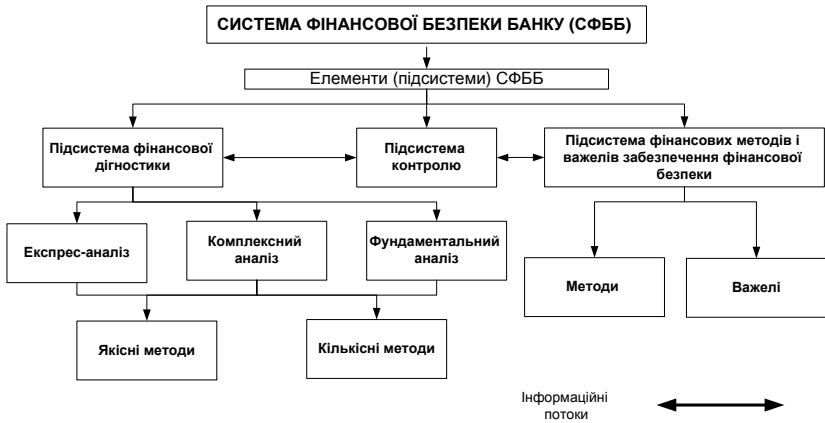 СИСТЕМА ФІНАНСОВОЇ БЕЗПЕКИ БАНКУ (СФББ)
Елементи (підсистеми) СФББ
Підсистема фінансової
дігностики
Підсистема
контролю
Підсистема фінансових методів і
важелів забезпечення фінансової
безпеки
Експрес-аналіз
Комплексний
аналіз
Фундаментальний
аналіз
Методи
Важелі
Якісні методи
Кількісні методи
Інформаційні
потоки